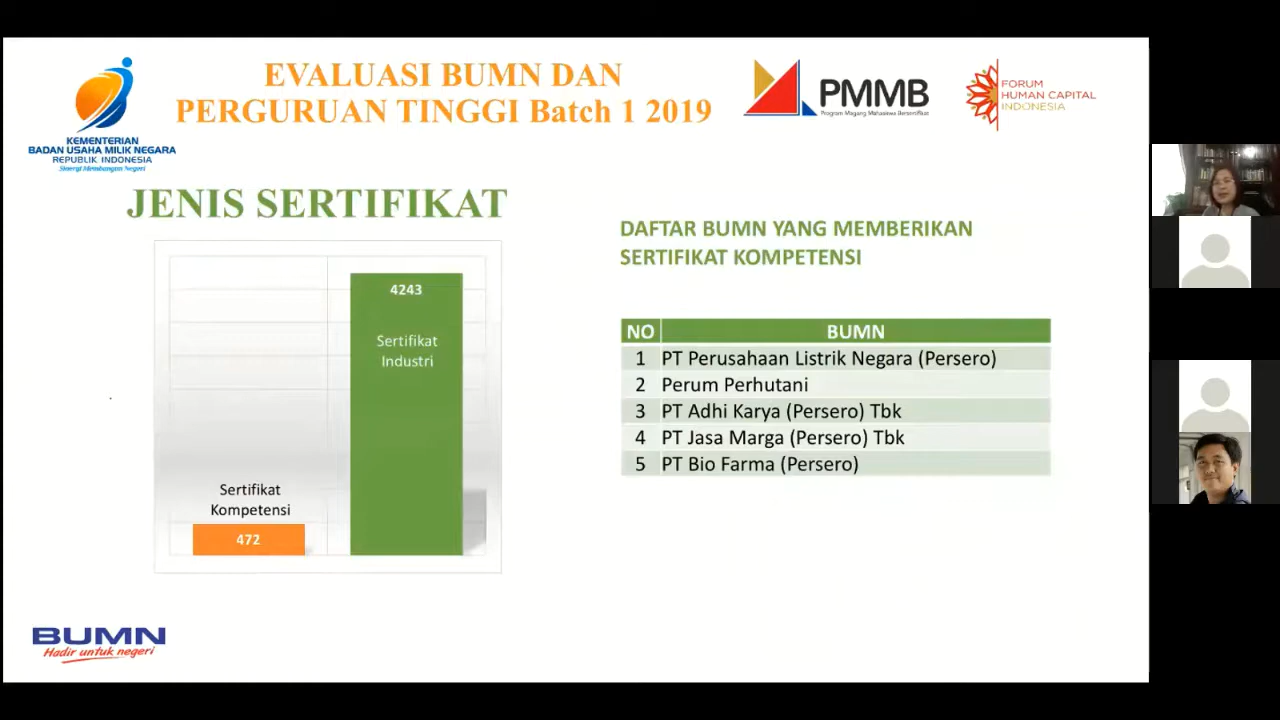 EVALUASI BUMN DAN
PERGURUAN TINGGI Batch 1 2019
KEMENTERIAN
BADAN USAHA MILIK NEGARA
REPUBLIK INDONESIA
Sinergi Membangun Negeri
PMMB
Program Magang Mahasiswa Bersertifikat
FORUM
HUMAN CAPITAL
INDONESIA
JENIS SERTIFIKAT
4243
Sertifikat
Industri
Sertifikat
Kompetensi
472
DAFTAR BUMN YANG MEMBERIKAN
SERTIFIKAT KOMPETENSI
NO BUMN
1 PT Perusahaan Listrik Negara (Persero)
2 Perum Perhutani
3 PT Adhi Karya (Persero) Tbk
4 PT Jasa Marga (Persero) Tbk
5 PT Bio Farma (Persero)
BUMN
Hadir untuk negeri